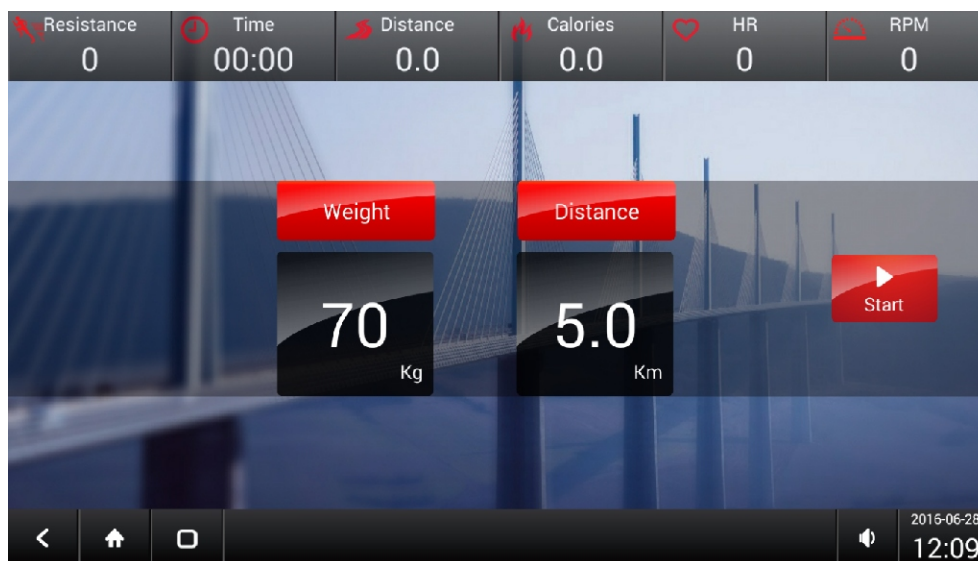 Resistance Time Distance Calories HR RPM
0 00:00 0.0 0.0 0 0
Weight Distance
70 5.0
Kg Km
Start
2016-06-28
12:09